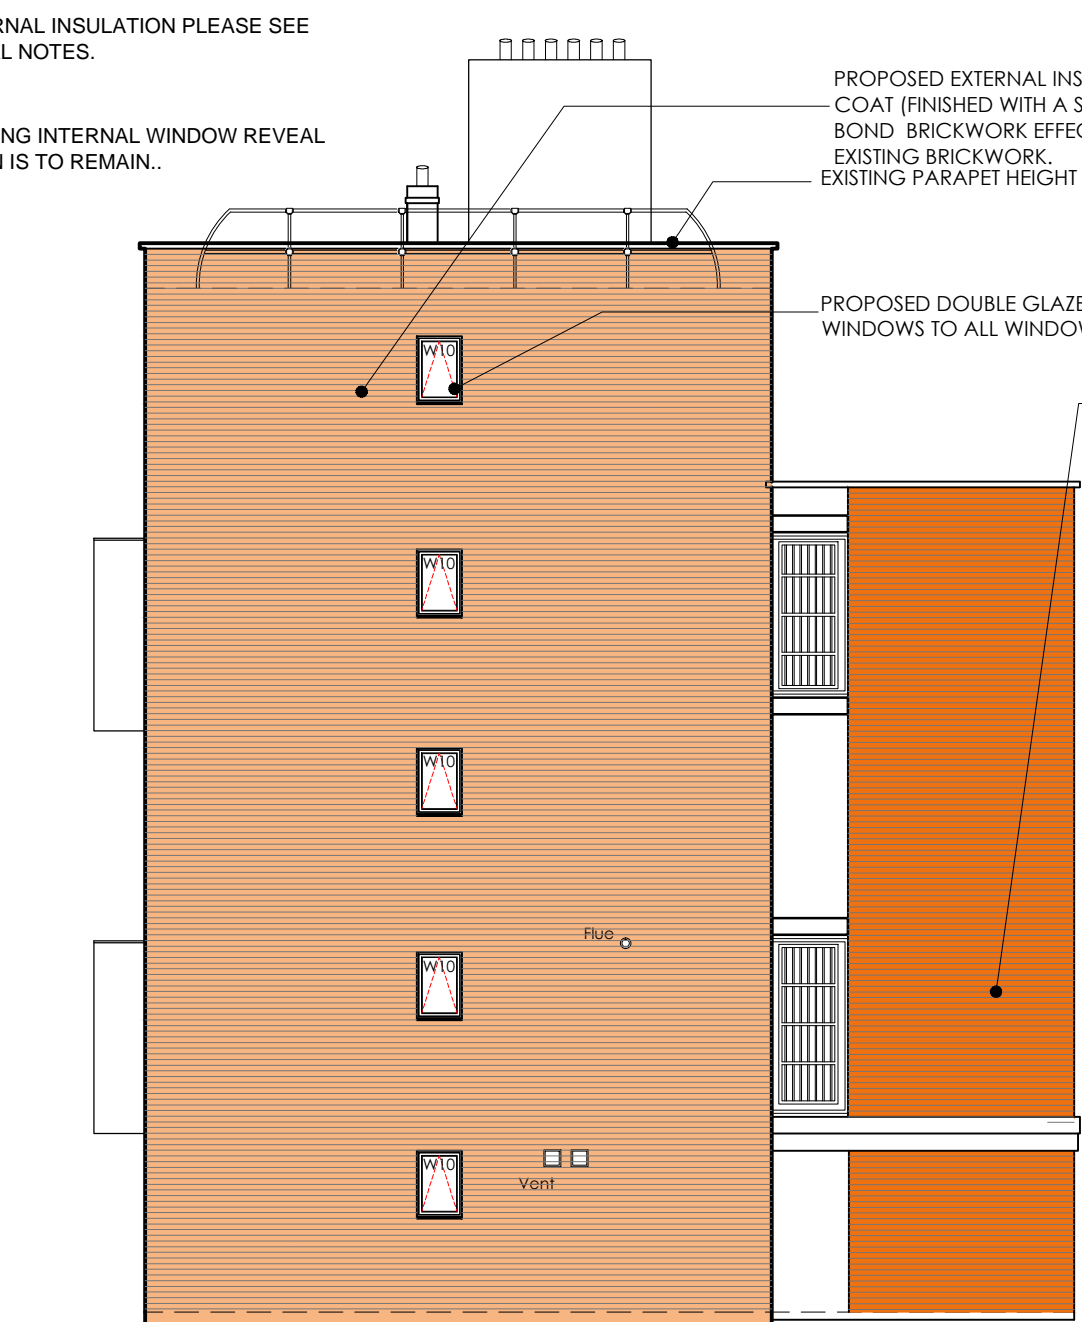 RNAL INSULATION PLEASE SEE
L NOTES.
NG INTERNAL WINDOW REVEAL
N IS TO REMAIN..
PROPOSED EXTERNAL INS
COAT (FINISHED WITH A S
BOND BRICKWORK EFFEC
EXISTING BRICKWORK.
EXISTING PARAPET HEIGHT
PROPOSED DOUBLE GLAZE
WINDOWS TO ALL WINDOW
W10
W10
W10
Flue
W10
W10
Vent